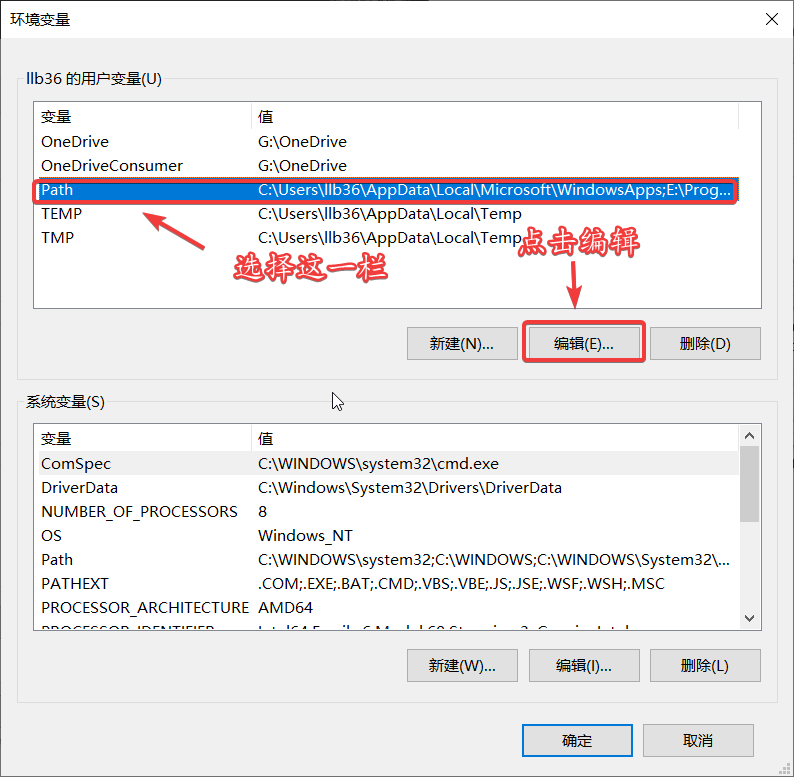 环境变量
llb36 的用户变量(U)
变量 值
OneDrive G:\OneDrive
OneDriveConsumer G:\OneDrive
Path C:\Users\llb36\AppData\Local\Microsoft\WindowsApps;E:\Prog...
TEMP C:\Users\llb36\AppData\Local\Temp
TMP C:\Users\llb36\AppData\Local\Temp
点击编辑
选择这一栏
新建(N)... 编辑(E)... 删除(D)
系统变量(S)
变量 值
ComSpec C:\WINDOWS\system32\cmd.exe
DriverData C:\Windows\System32\Drivers\DriverData
NUMBER_OF_PROCESSORS 8
OS Windows_NT
Path C:\WINDOWS\system32;C:\WINDOWS;C:\WINDOWS\System32\...
PATHEXT .COM;.EXE;.BAT;.CMD;.VBS;.VBE;.JS;.JSE;.WSF;.WSH;.MSC
PROCESSOR_ARCHITECTURE AMD64
新建(W)... 编辑(I)... 删除(L)
确定 取消